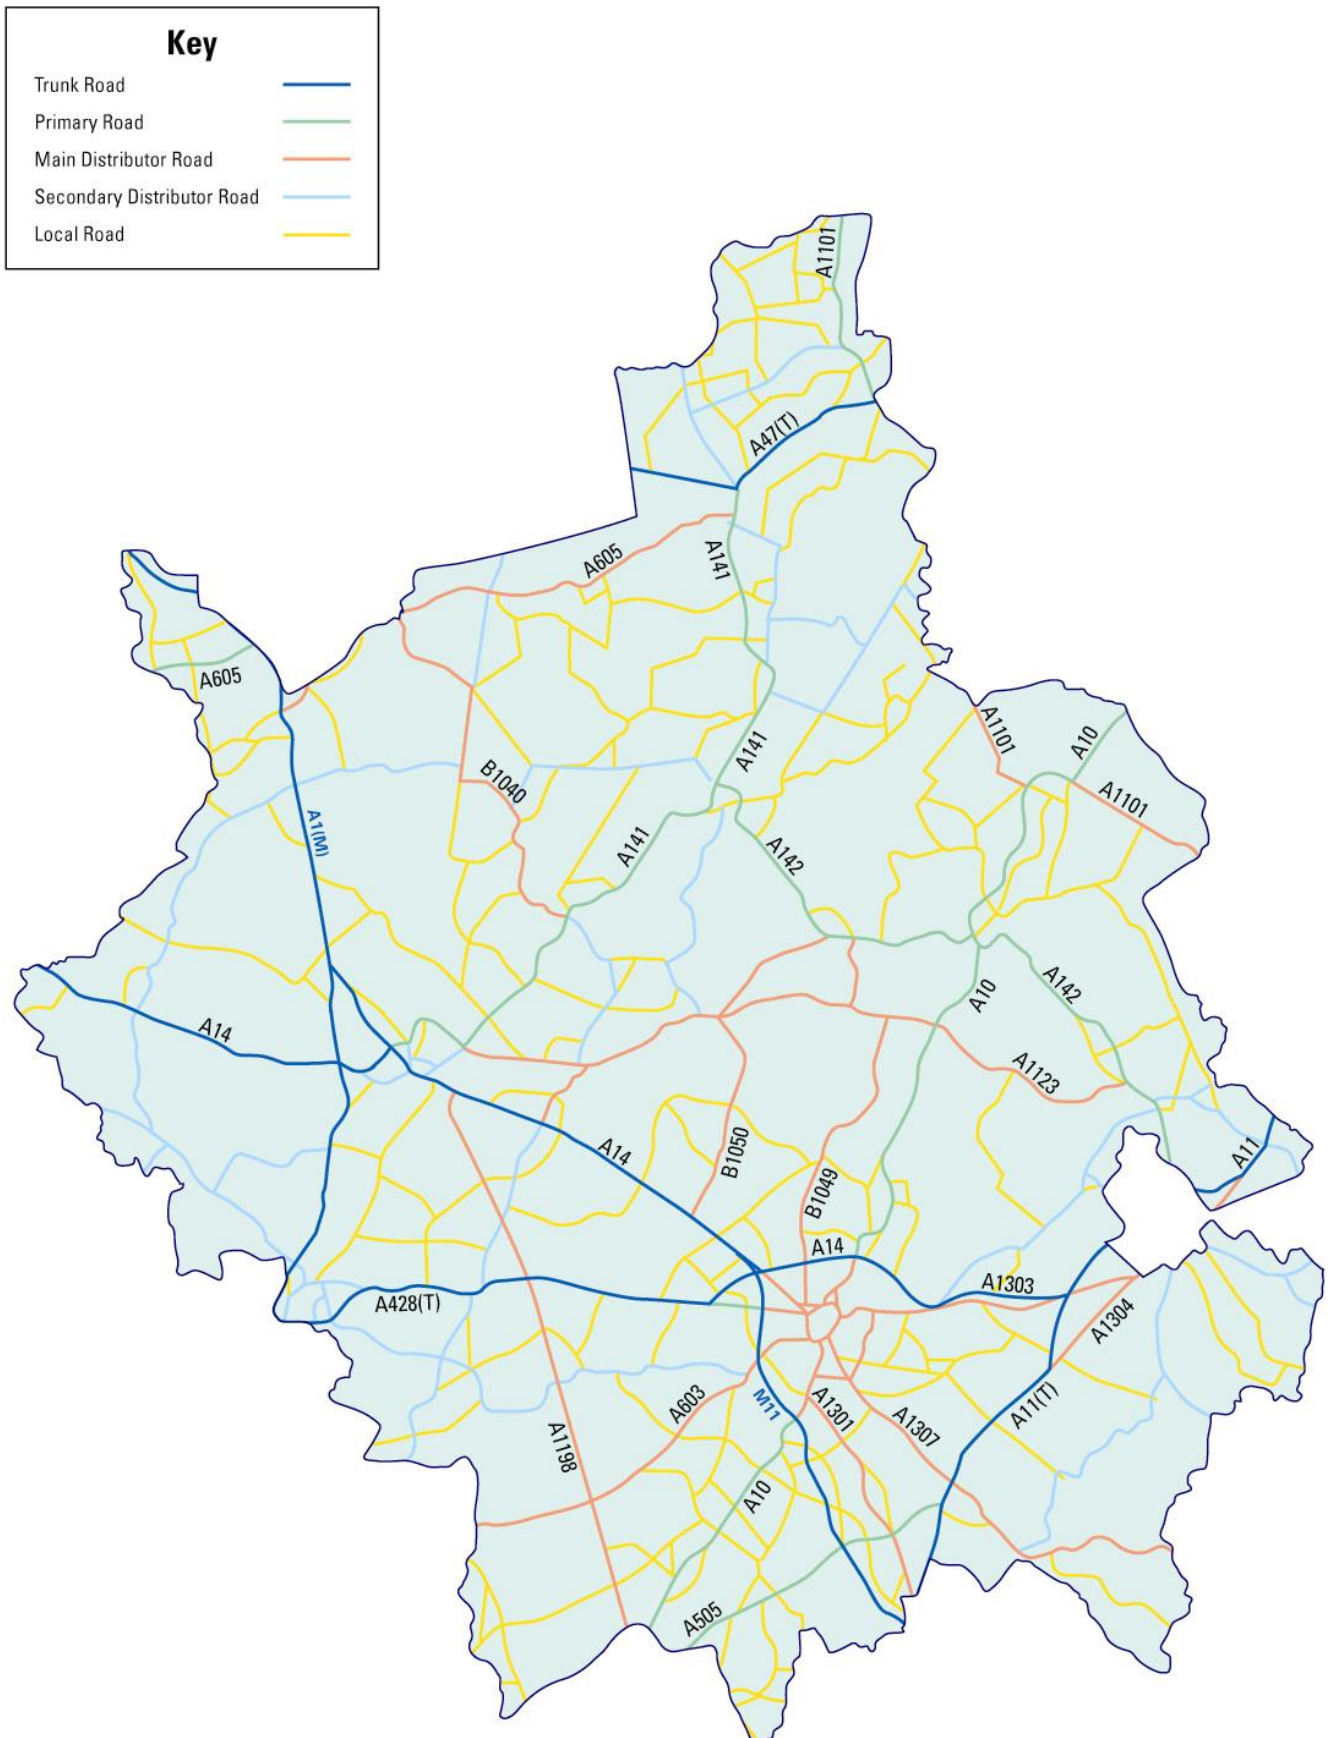 Key
Trunk Road
Primary Road
Main Distributor Road
Secondary Distributor Road
Local Road
A1101
A47(T)
A605
A141
A605
A1101
A10
A141
A1101
B1040
A1(M)
A141
A142
A142
A10
A14
A1123
A14
B1050
A11
B1049
A14
A1303
A428(T)
A1304
A603
M11
A1301
A1307
A11(T)
A1198
A10
A505